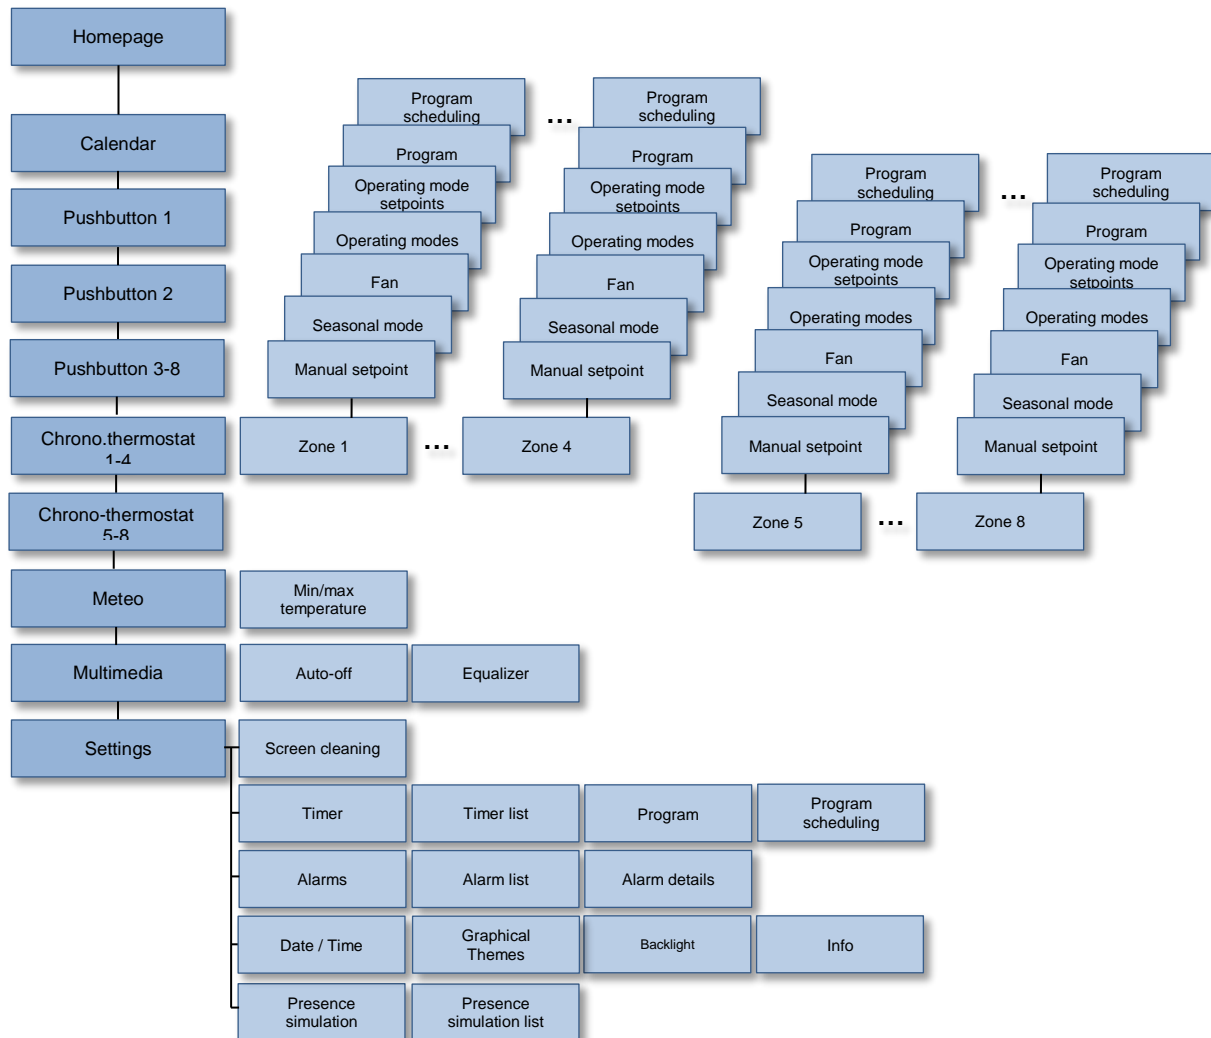 Homepage
Calendar
Pushbutton 1
Pushbutton 2
Pushbutton 3-8
Chrono.thermostat
1-4
Chrono-thermostat
5-8
Meteo
Multimedia
Settings
Program
scheduling
Program
Operating mode
setpoints
Operating modes
Fan
Seasonal mode
Manual setpoint
Zone 1
...
...
Program
scheduling
Program
Operating mode
setpoints
Operating modes
Fan
Seasonal mode
Manual setpoint
Zone 4
Program
scheduling
Program
Operating mode
setpoints
Operating modes
Fan
Seasonal mode
Manual setpoint
Zone 5
...
...
Program
scheduling
Program
Operating mode
setpoints
Operating modes
Fan
Seasonal mode
Manual setpoint
Zone 8
Min/max
temperature
Auto-off
Equalizer
Screen cleaning
Timer
Timer list
Program
Program
scheduling
Alarms
Alarm list
Alarm details
Date / Time
Graphical
Themes
Backlight
Info
Presence
simulation
Presence
simulation list